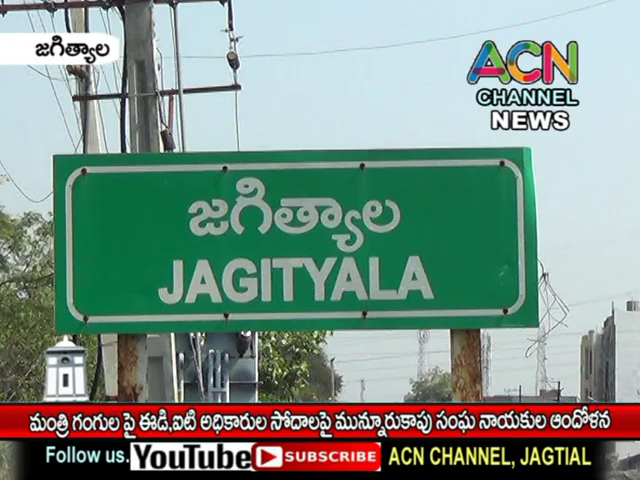 జగిత్యాల
ACN
CHANNEL
NEWS
జగిత్యాల
JAGITYALA
మంత్రి గంగుల పై ఈడి,ఐటి అధికారుల సోదాలపై మున్నూరుకాపు సంఘ నాయకుల ఆందోళన
Follow us. YouTube SUBSCRIBE ACN CHANNEL, JAGTIAL